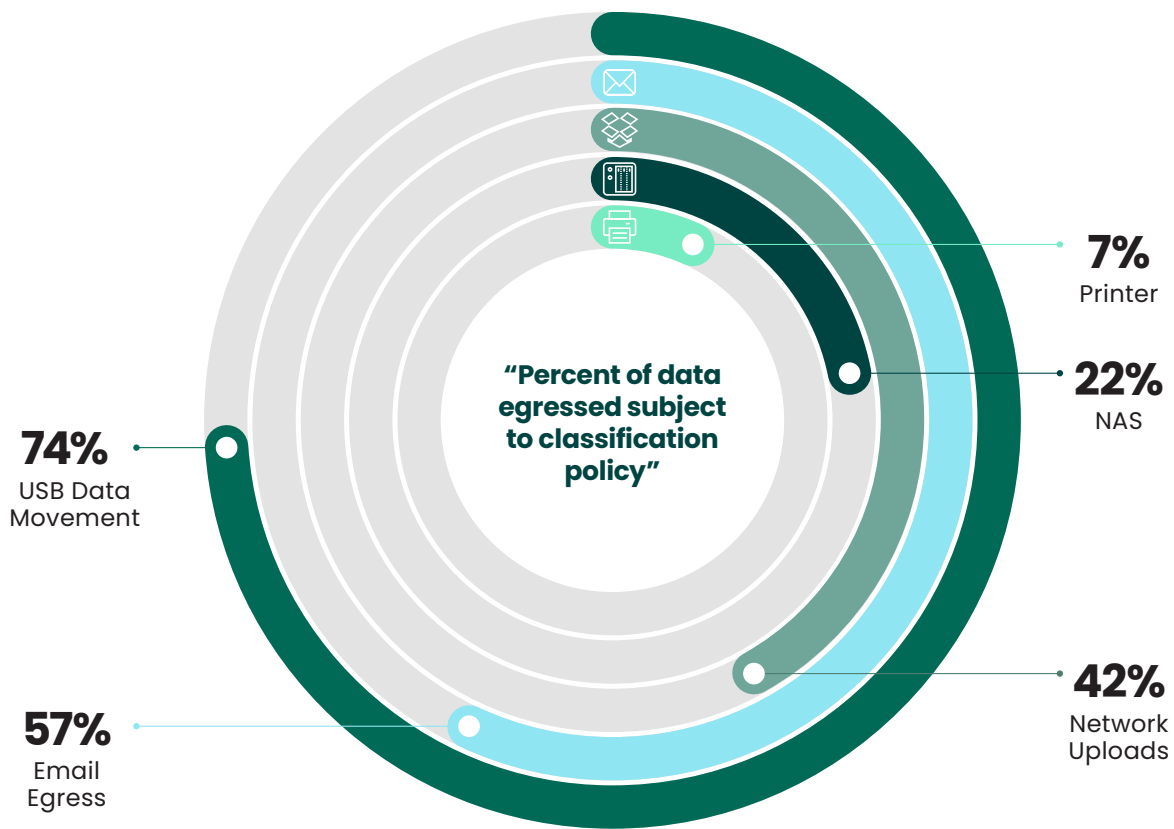 7%
Printer
“Percent of data
egressed subject
to classification
policy”
22%
NAS
74%
USB Data
Movement
42%
Network
Uploads
57%
Email
Egress